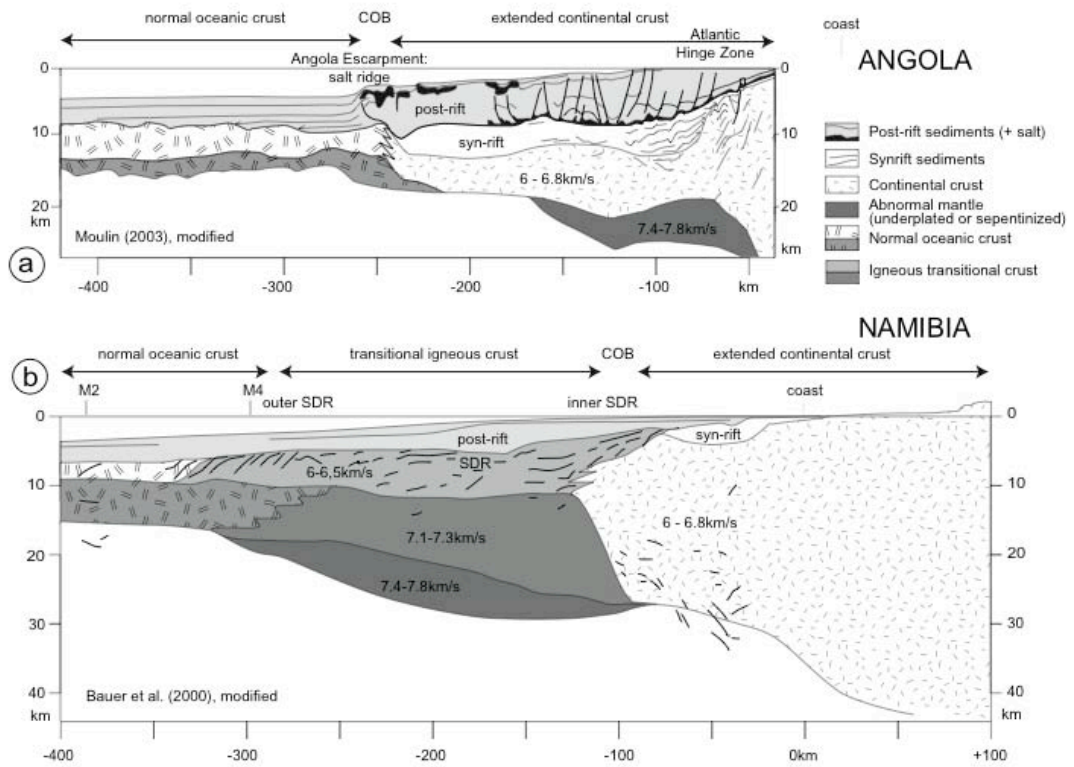 normal oceanic crust COB extended continental crust coast
a
Atlantic
Hinge Zone
ANGOLA
Angola Escarpment:
salt ridge
0 0
post-rift
10 10
syn-rift
6 - 6.8km/s
20 20
km
7.4-7.8km/s
km
Moulin (2003), modified
-400 -300 -200 -100 km
Post-rift sediments (+ salt)
Synrift sediments
Continental crust
Abnormal mantle
(underplated or sepentinized)
Normal oceanic crust
Igneous transitional crust
NAMIBIA
b
normal oceanic crust transitional igneous crust COB extended continental crust
M2 M4 coast
outer SDR inner SDR
0 0
post-rift syn-rift
SDR
6-6,5km/s
10 10
6 - 6.8km/s
7.1-7.3km/s
20 20
7.4-7.8km/s
30 30
40 40
km km
Bauer et al. (2000), modified
-400 -300 -200 -100 0km +100